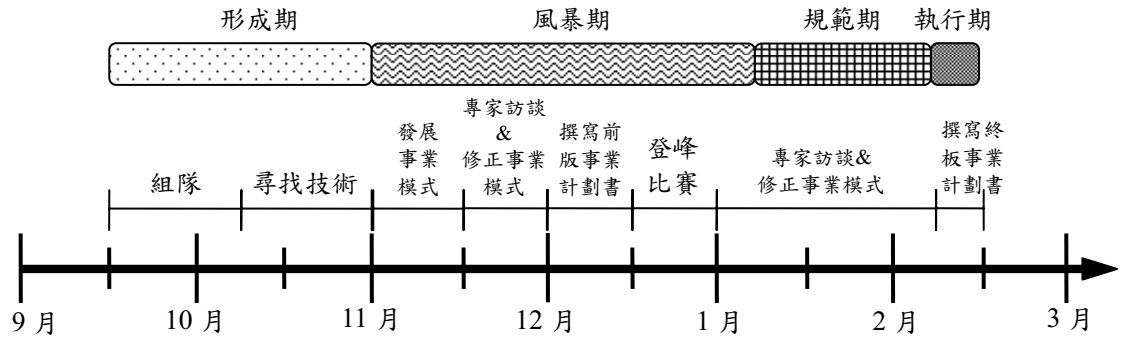 形成期 風暴期 規範期 執行期
組隊
尋找技術
發展
事業
模式
專家訪談
&
修正事業
模式
撰寫前
版事業
計劃書
登峰
比賽
專家訪談&
修正事業模式
撰寫終
板事業
計劃書
9 月 10 月 11 月 12 月 1 月 2 月 3 月